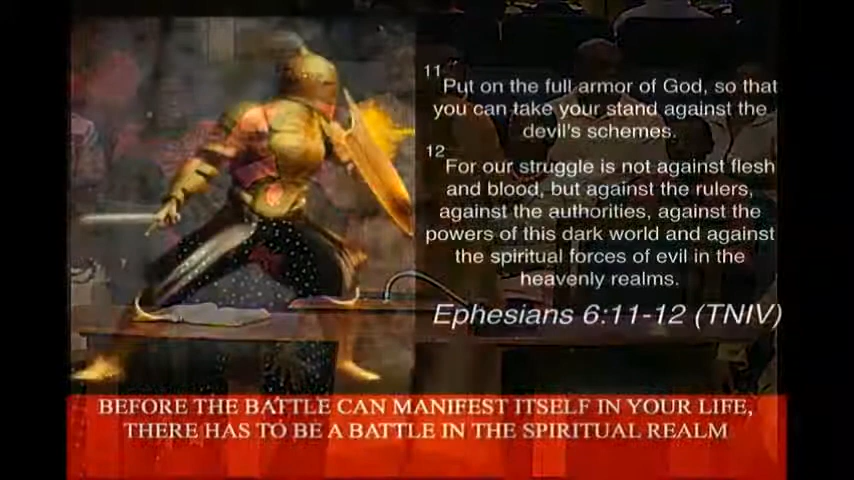 11
Put on the full armor of God, so that
you can take your stand against the
devil's schemes.
12
For our struggle is not against flesh
and blood, but against the rulers,
against the authorities, against the
powers of this dark world and against
the spiritual forces of evil in the
heavenly realms.
Ephesians 6:11-12 (TNIV)
BEFORE THE BATTLE CAN MANIFEST ITSELF IN YOUR LIFE,
THERE HAS TO BE A BATTLE IN THE SPIRITUAL REALM